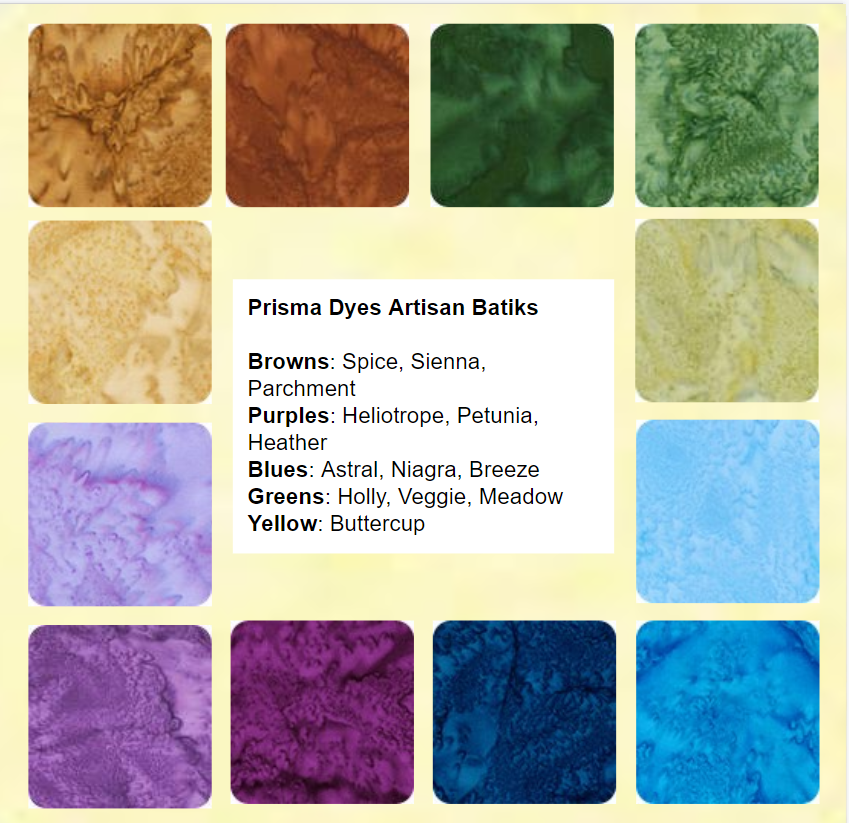 Prisma Dyes Artisan Batiks
Browns: Spice, Sienna,
Parchment
Purples: Heliotrope, Petunia,
Heather
Blues: Astral, Niagra, Breeze
Greens: Holly, Veggie, Meadow
Yellow: Buttercup